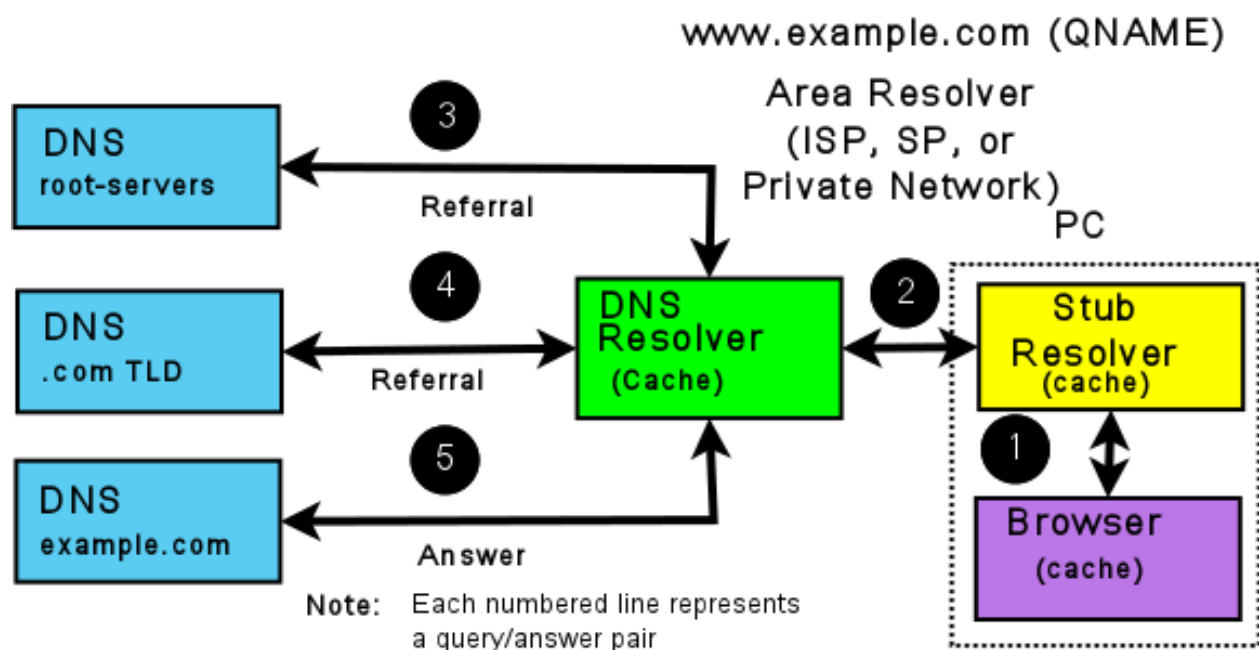 www.example.com (QNAME)
Area Resolver
(ISP, SP, or
Private Network)
PC
3
DNS
root-servers
Referral
4
DNS
.com TLD
Referral
DNS
Resolver
(Cache)
2
Stub
Resolver
(cache)
1
5
DNS
example.com
Answer
Browser
(cache)
Note: Each numbered line represents
a query/answer pair